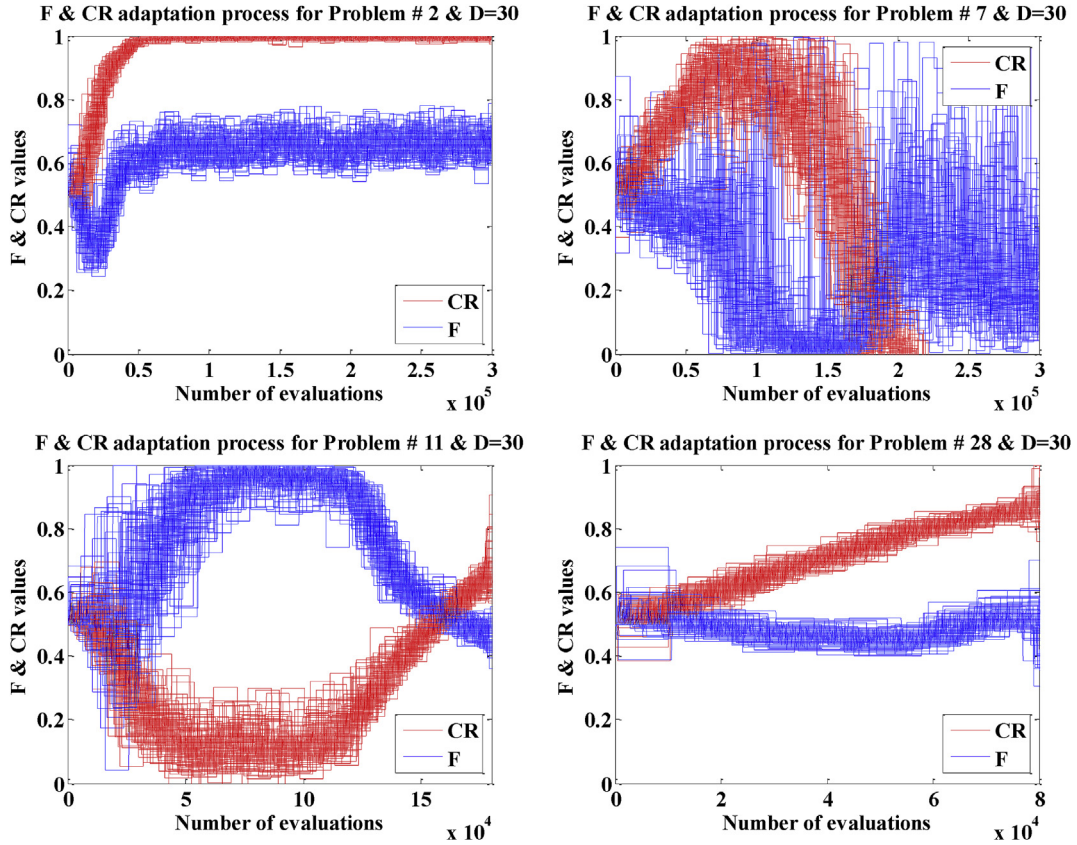 F & CR adaptation process for Problem # 2 & D=30
F & CR values
1
0.8
0.6
0.4
0.2
0
CR
F
0 0.5 1 1.5 2 2.5 3
Number of evaluations
x 10^5
F & CR adaptation process for Problem # 7 & D=30
F & CR values
1
0.8
0.6
0.4
0.2
0
CR
F
0 0.5 1 1.5 2 2.5 3
Number of evaluations
x 10^5
F & CR adaptation process for Problem # 11 & D=30
F & CR values
1
0.8
0.6
0.4
0.2
0
CR
F
0 5 10 15
Number of evaluations
x 10^4
F & CR adaptation process for Problem # 28 & D=30
F & CR values
1
0.8
0.6
0.4
0.2
0
CR
F
0 2 4 6 8
Number of evaluations
x 10^4